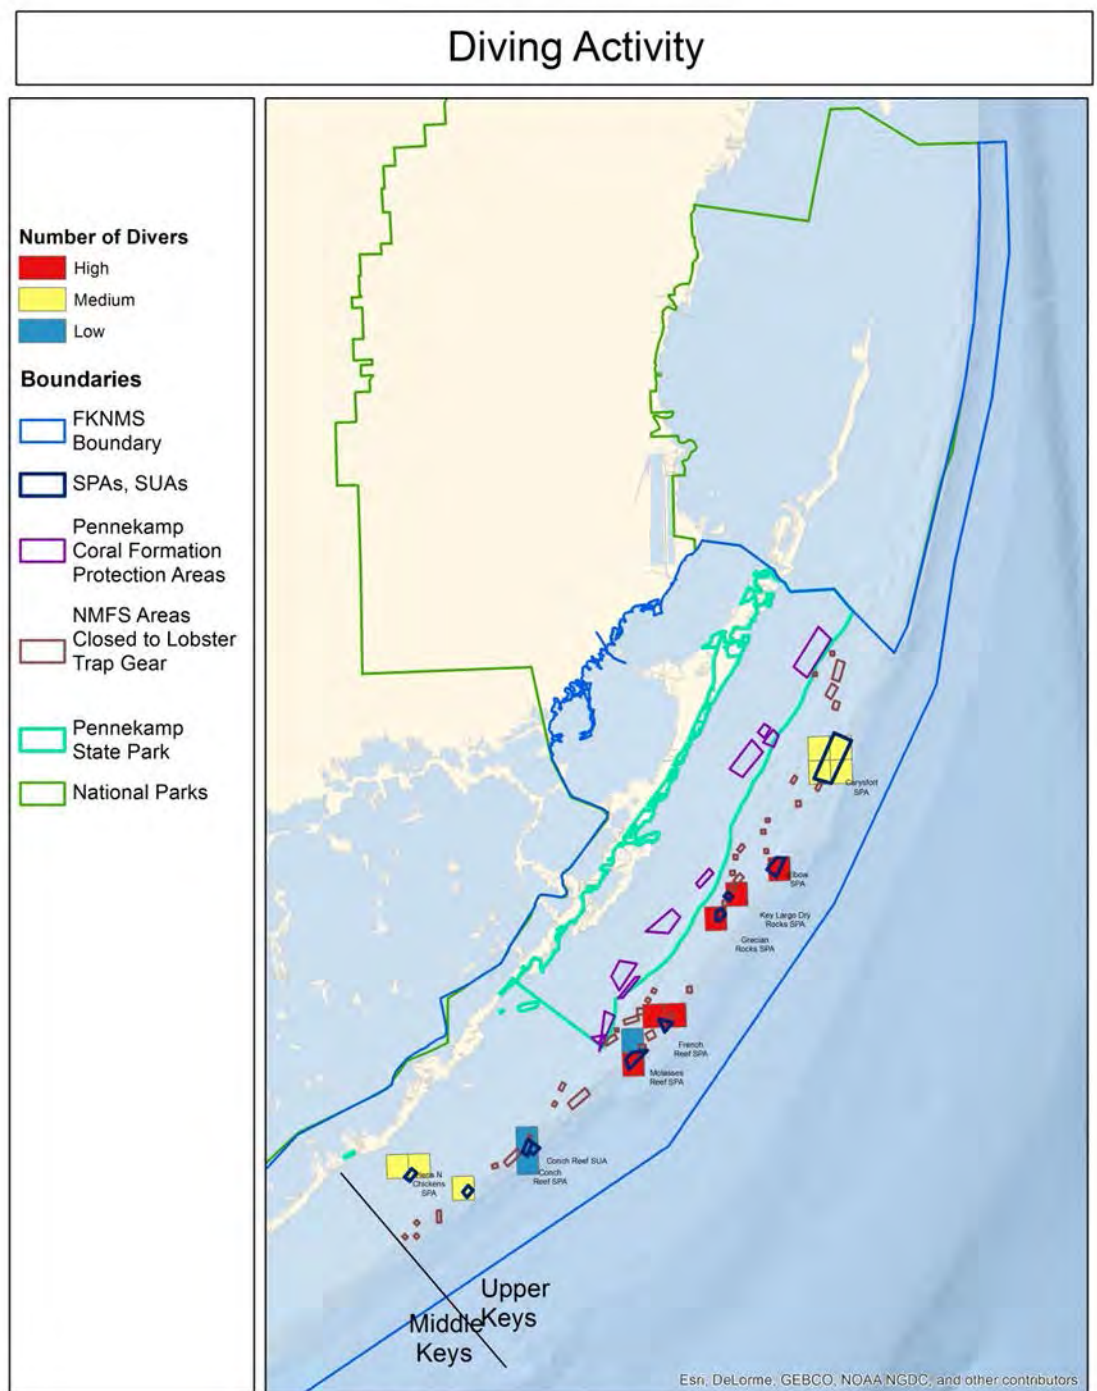 Diving Activity
Number of Divers
High
Medium
Low
Boundaries
FKNMS
Boundary
SPAs, SUAs
Pennekamp
Coral Formation
Protection Areas
NMFS Areas
Closed to Lobster
Trap Gear
Pennekamp
State Park
National Parks
Carysfort
SPA
SPA
Key Largo Dry
Rocks SPA
Grecian
Rocks SPA
French
Reef SPA
Molasses
Reef SPA
Conch Reef SUA
Conch
Reef SPA
N
Chickens
SPA
Upper
Keys
Middle
Keys
Esri, DeLorme, GEBCO, NOAA NGDC, and other contributors